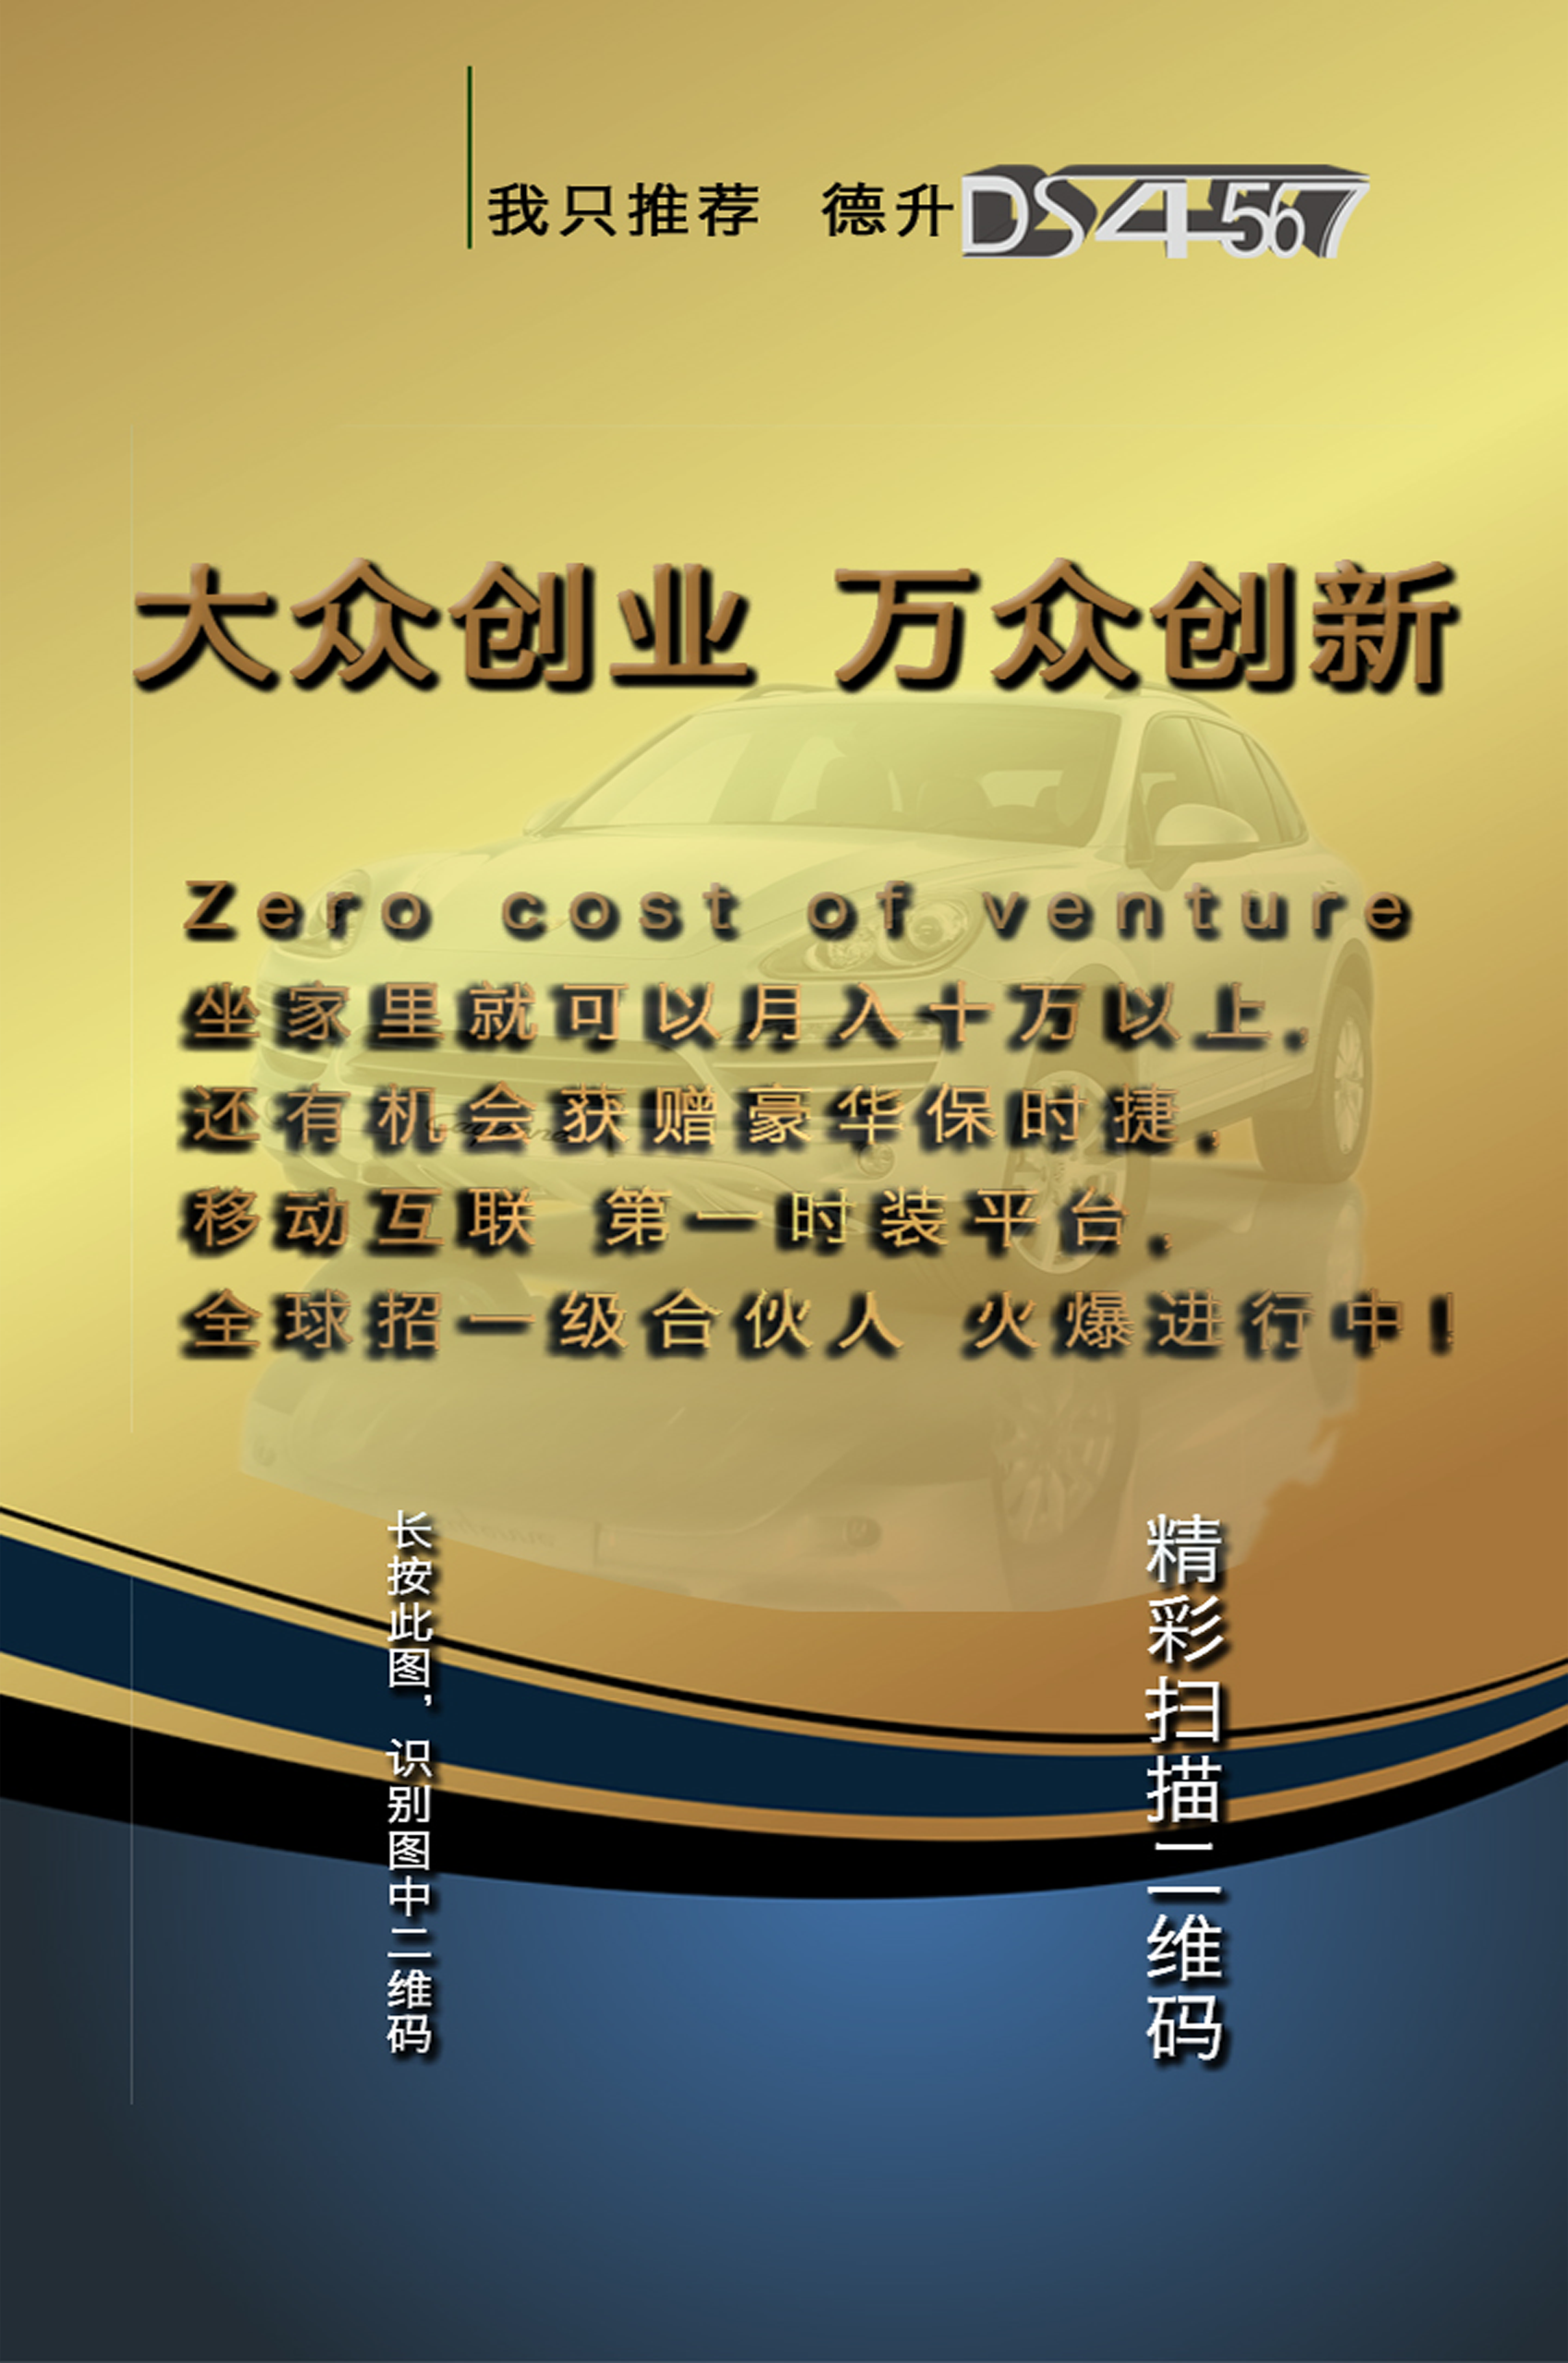 我只推荐 德升DS4567
大众创业 万众创新
Zero cost of venture
坐家里就可以月入十万以上，
还有机会获赠豪华保时捷，
移动互联 第一时装平台，
全球招一级合伙人 火爆进行中！
长按此图，识别图中二维码
精彩扫描二维码